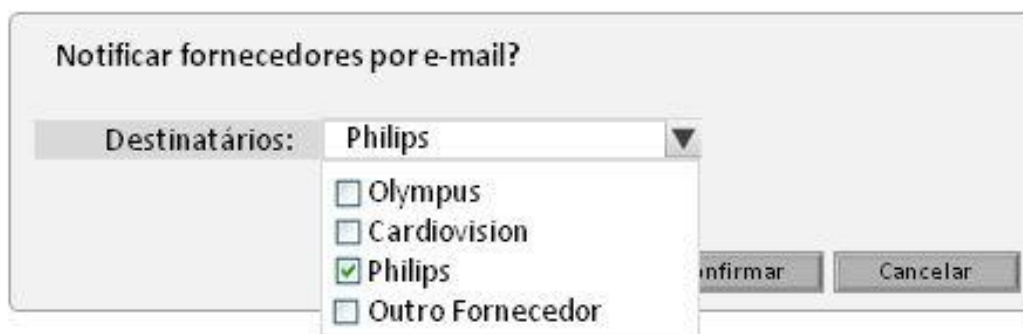 Notificar fornecedores por e-mail?
Destinatários: Philips
Olympus
Cardiovision
Philips
nfirmar Cancelar
Outro Fornecedor